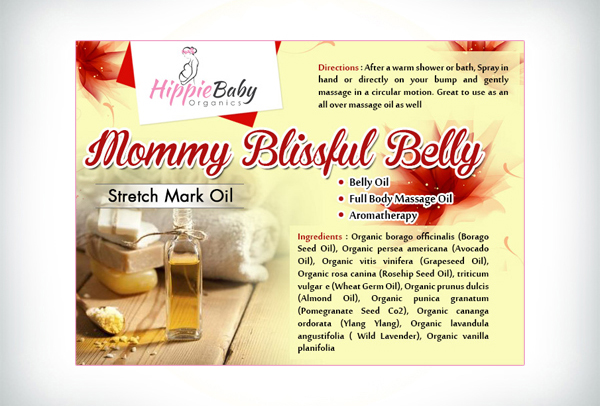 HippieBaby
Organics
Directions : After a warm shower or bath, Spray in
hand or directly on your bump and gently
massage in a circular motion. Great to use as an
all over massage oil as well
Mommy Blissful Belly
Stretch Mark Oil
• Belly Oil
• Full Body Massage Oil
• Aromatherapy
Ingredients : Organic borago officinalis (Borago
Seed Oil), Organic persea americana (Avocado
Oil), Organic vitis vinifera (Grapeseed Oil),
Organic rosa canina (Rosehip Seed Oil), triticum
vulgar e (Wheat Germ Oil), Organic prunus dulcis
(Almond Oil), Organic punica granatum
(Pomegranate Seed Co2), Organic cananga
ordorata (Ylang Ylang), Organic lavandula
angustifolia ( Wild Lavender), Organic vanilla
planifolia